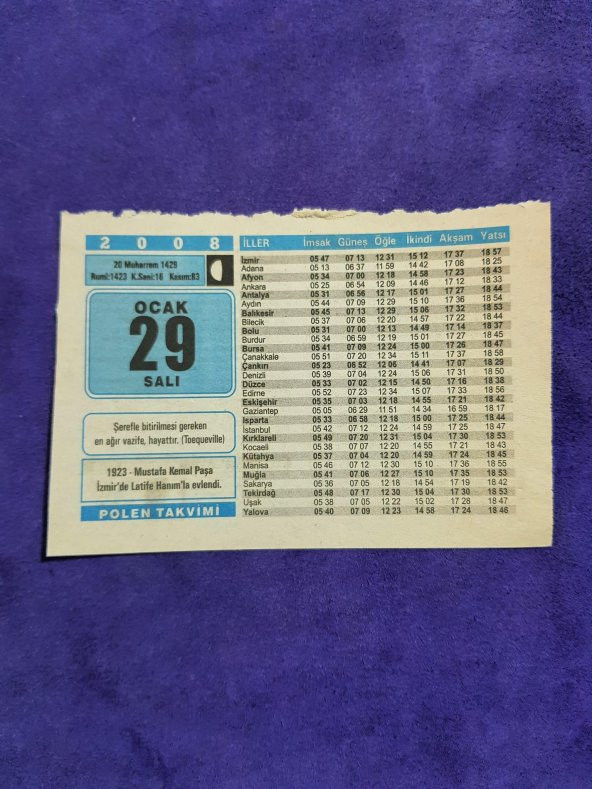 2 0 0 8
20 Muharrem 1429
Rumi:1423 K.Sani:16 Kasım:83
OCAK
29
SALI
Şerefle bitirilmesi gereken
en ağır vazife, hayattır. (Toequeville)
1923 - Mustafa Kemal Paşa
İzmir'de Latife Hanım'la evlendi.
POLEN TAKVİMİ
İLLER İmsak Güneş Öğle İkindi Akşam Yatsı
İzmir 05 47 07 13 12 31 15 12 17 37 18 57
Adana 05 13 06 37 11 59 14 42 17 08 18 25
Afyon 05 34 07 00 12 18 14 58 17 23 18 43
Ankara 05 25 06 54 12 09 14 46 17 12 18 33
Antalya 05 31 06 56 12 17 15 01 17 27 18 44
Aydın 05 44 07 09 12 29 15 10 17 36 18 54
Balıkesir 05 45 07 13 12 29 15 06 17 32 18 53
Bilecik 05 37 07 06 12 20 14 57 17 22 18 44
Bolu 05 31 07 00 12 13 14 49 17 14 18 37
Burdur 05 34 06 59 12 19 15 01 17 27 18 45
Bursa 05 41 07 09 12 24 15 00 17 26 18 47
Çanakkale 05 51 07 20 12 34 15 11 17 37 18 58
Çankırı 05 23 06 52 12 06 14 41 17 07 18 29
Denizli 05 39 07 04 12 24 15 06 17 31 18 50
Düzce 05 33 07 02 12 15 14 50 17 16 18 38
Edirne 05 52 07 23 12 34 15 07 17 33 18 56
Eskişehir 05 35 07 03 12 18 14 55 17 21 18 42
Gaziantep 05 05 06 29 11 51 14 34 16 59 18 17
Isparta 05 33 06 58 12 18 15 00 17 25 18 44
İstanbul 05 42 07 12 12 24 14 59 17 25 18 47
Kırklareli 05 49 07 20 12 31 15 04 17 30 18 53
Kocaeli 05 38 07 07 12 20 14 55 17 21 18 43
Kütahya 05 37 07 04 12 20 14 59 17 24 18 45
Manisa 05 46 07 12 12 30 15 10 17 36 18 55
Muğla 05 41 07 06 12 27 15 10 17 35 18 53
Sakarya 05 36 07 05 12 18 14 54 17 19 18 42
Tekirdağ 05 48 07 17 12 30 15 04 17 30 18 53
Uşak 05 38 07 05 12 22 15 02 17 28 18 47
Yalova 05 40 07 09 12 23 14 58 17 24 18 46